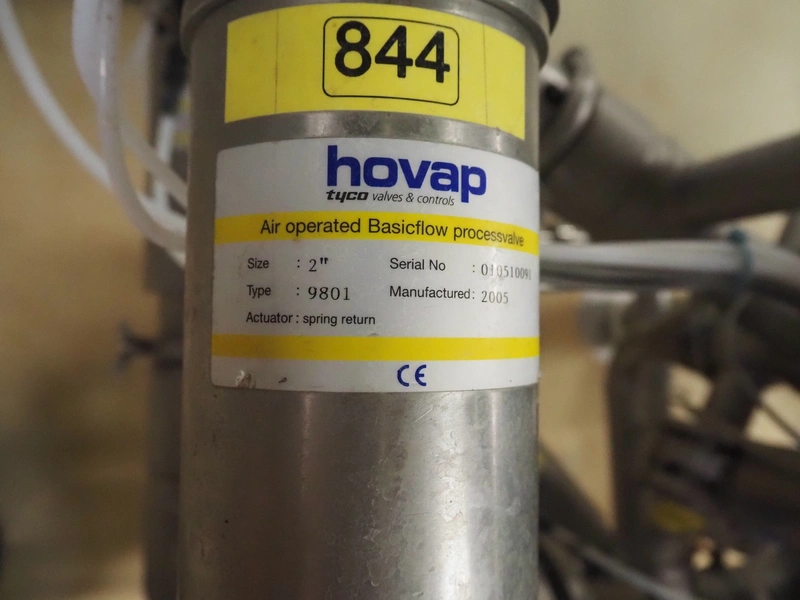 844
hovap
tyco valves & controls
Air operated Basicflow processvalve
Size : 2" Serial No : 01051009
Type : 9801 Manufactured: 2005
Actuator : spring return
CE